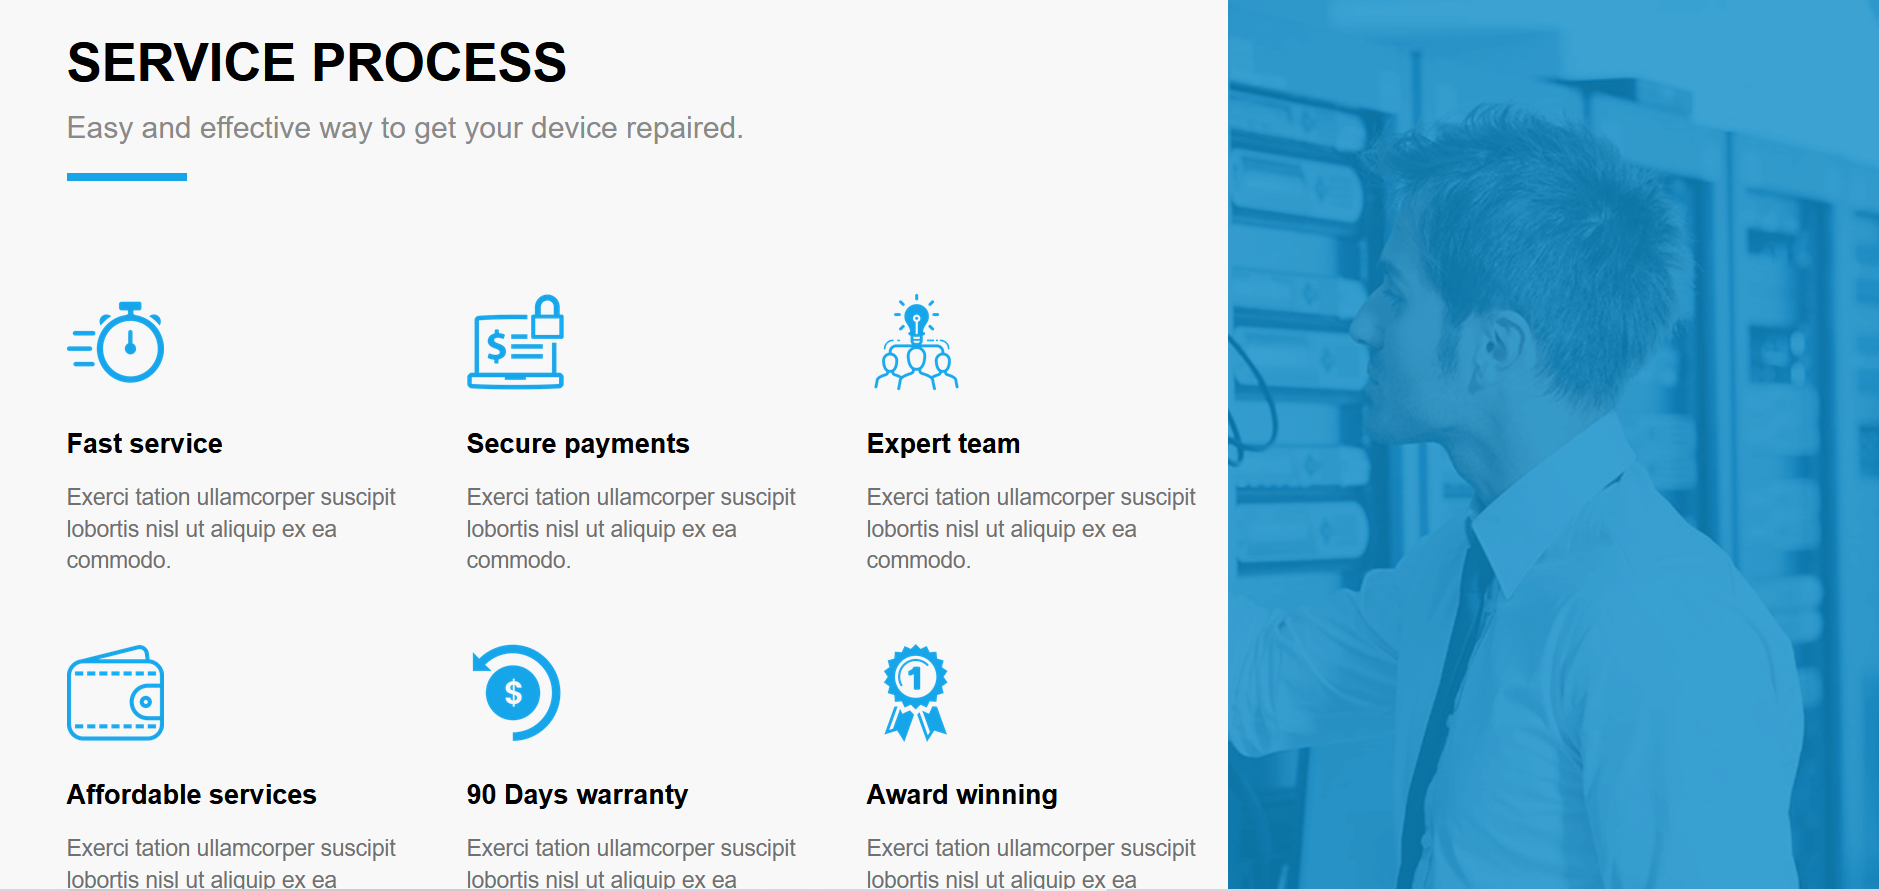 SERVICE PROCESS
Easy and effective way to get your device repaired.
$
Fast service
Exerci tation ullamcorper suscipit
lobortis nisl ut aliquip ex ea
commodo.
Secure payments
Exerci tation ullamcorper suscipit
lobortis nisl ut aliquip ex ea
commodo.
Expert team
Exerci tation ullamcorper suscipit
lobortis nisl ut aliquip ex ea
commodo.
$
1
Affordable services
Exerci tation ullamcorper suscipit
lobortis nisl ut aliquip ex ea
90 Days warranty
Exerci tation ullamcorper suscipit
lobortis nisl ut aliquip ex ea
Award winning
Exerci tation ullamcorper suscipit
lobortis nisl ut aliquip ex ea